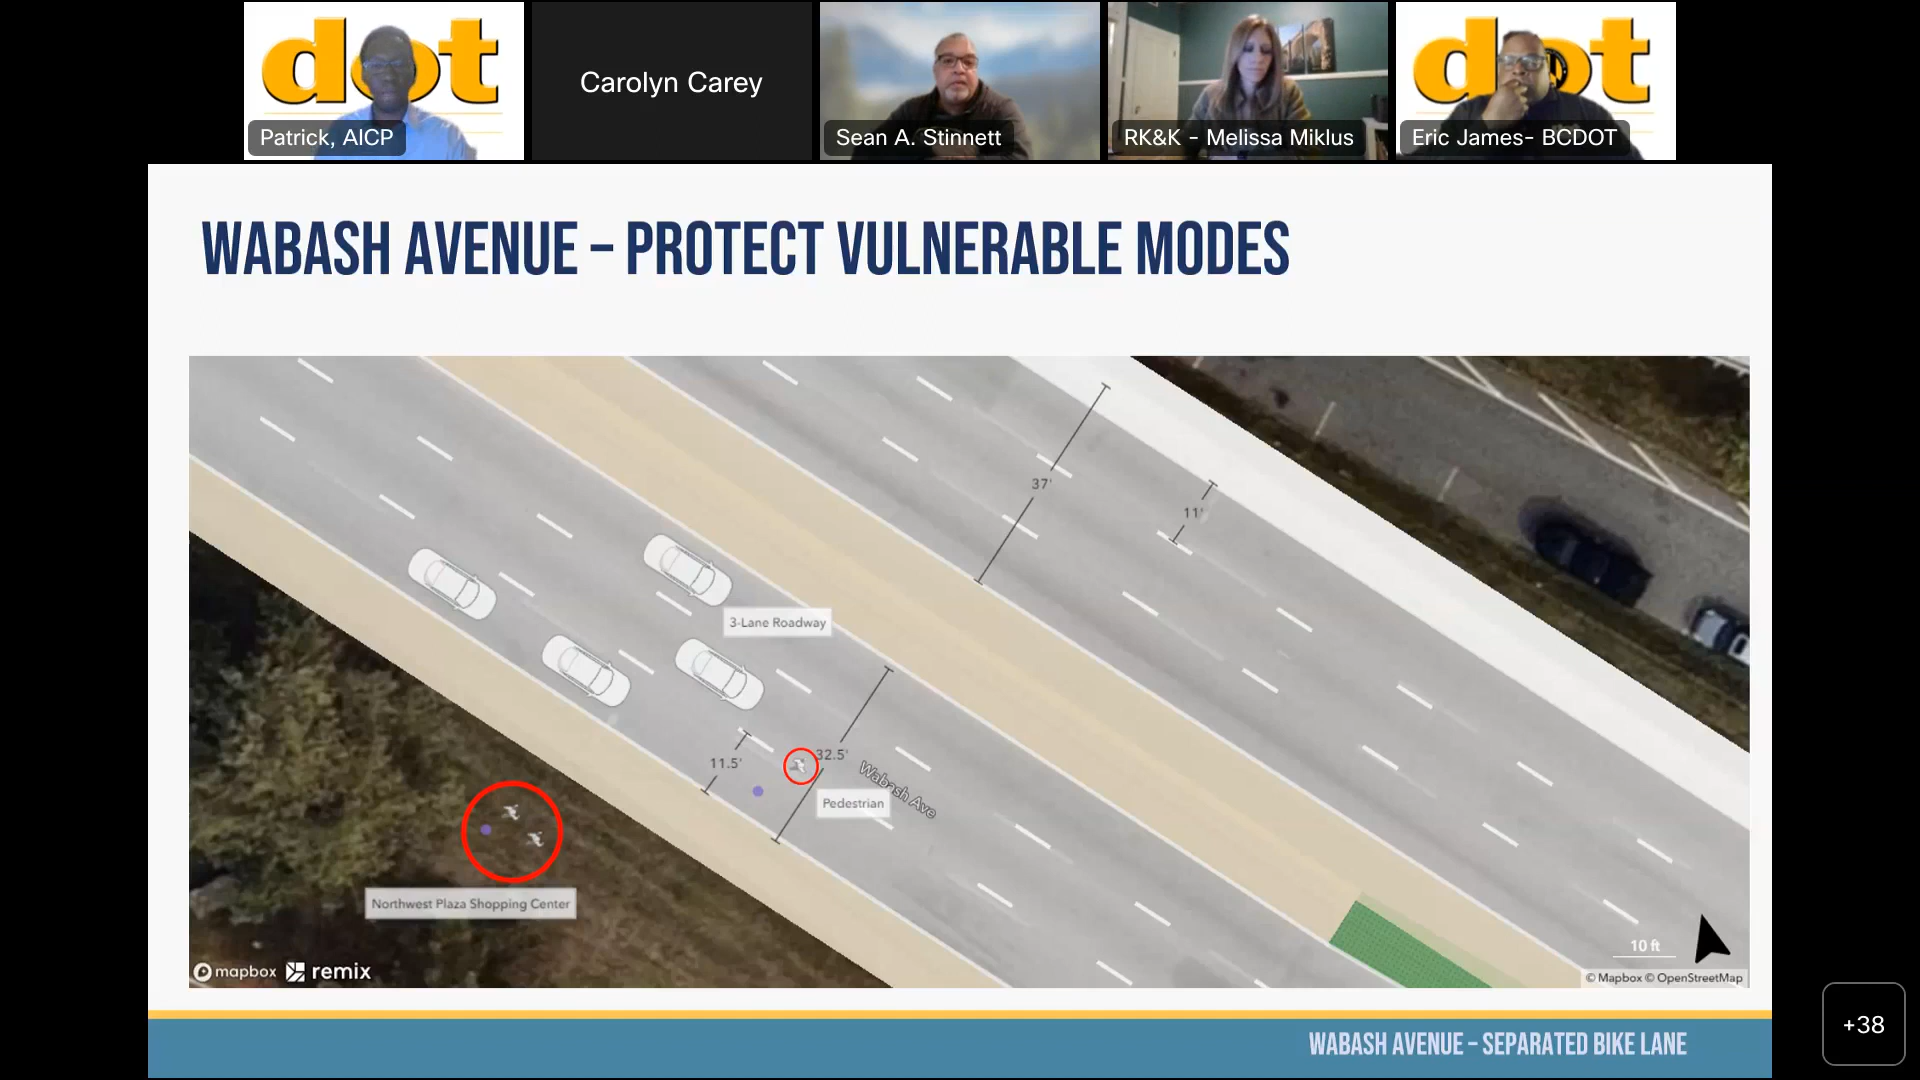 dot
dot
Patrick, AICP
Carolyn Carey
Sean A. Stinnett
RK&K - Melissa Miklus
Eric James- BCDOT
WABASH AVENUE – PROTECT VULNERABLE MODES
37'
11'
3-Lane Roadway
32.5'
11.5'
Wabash Ave
Pedestrian
Northwest Plaza Shopping Center
10 ft
mapbox remix
© Mapbox © OpenStreetMap
+38
WABASH AVENUE – SEPARATED BIKE LANE